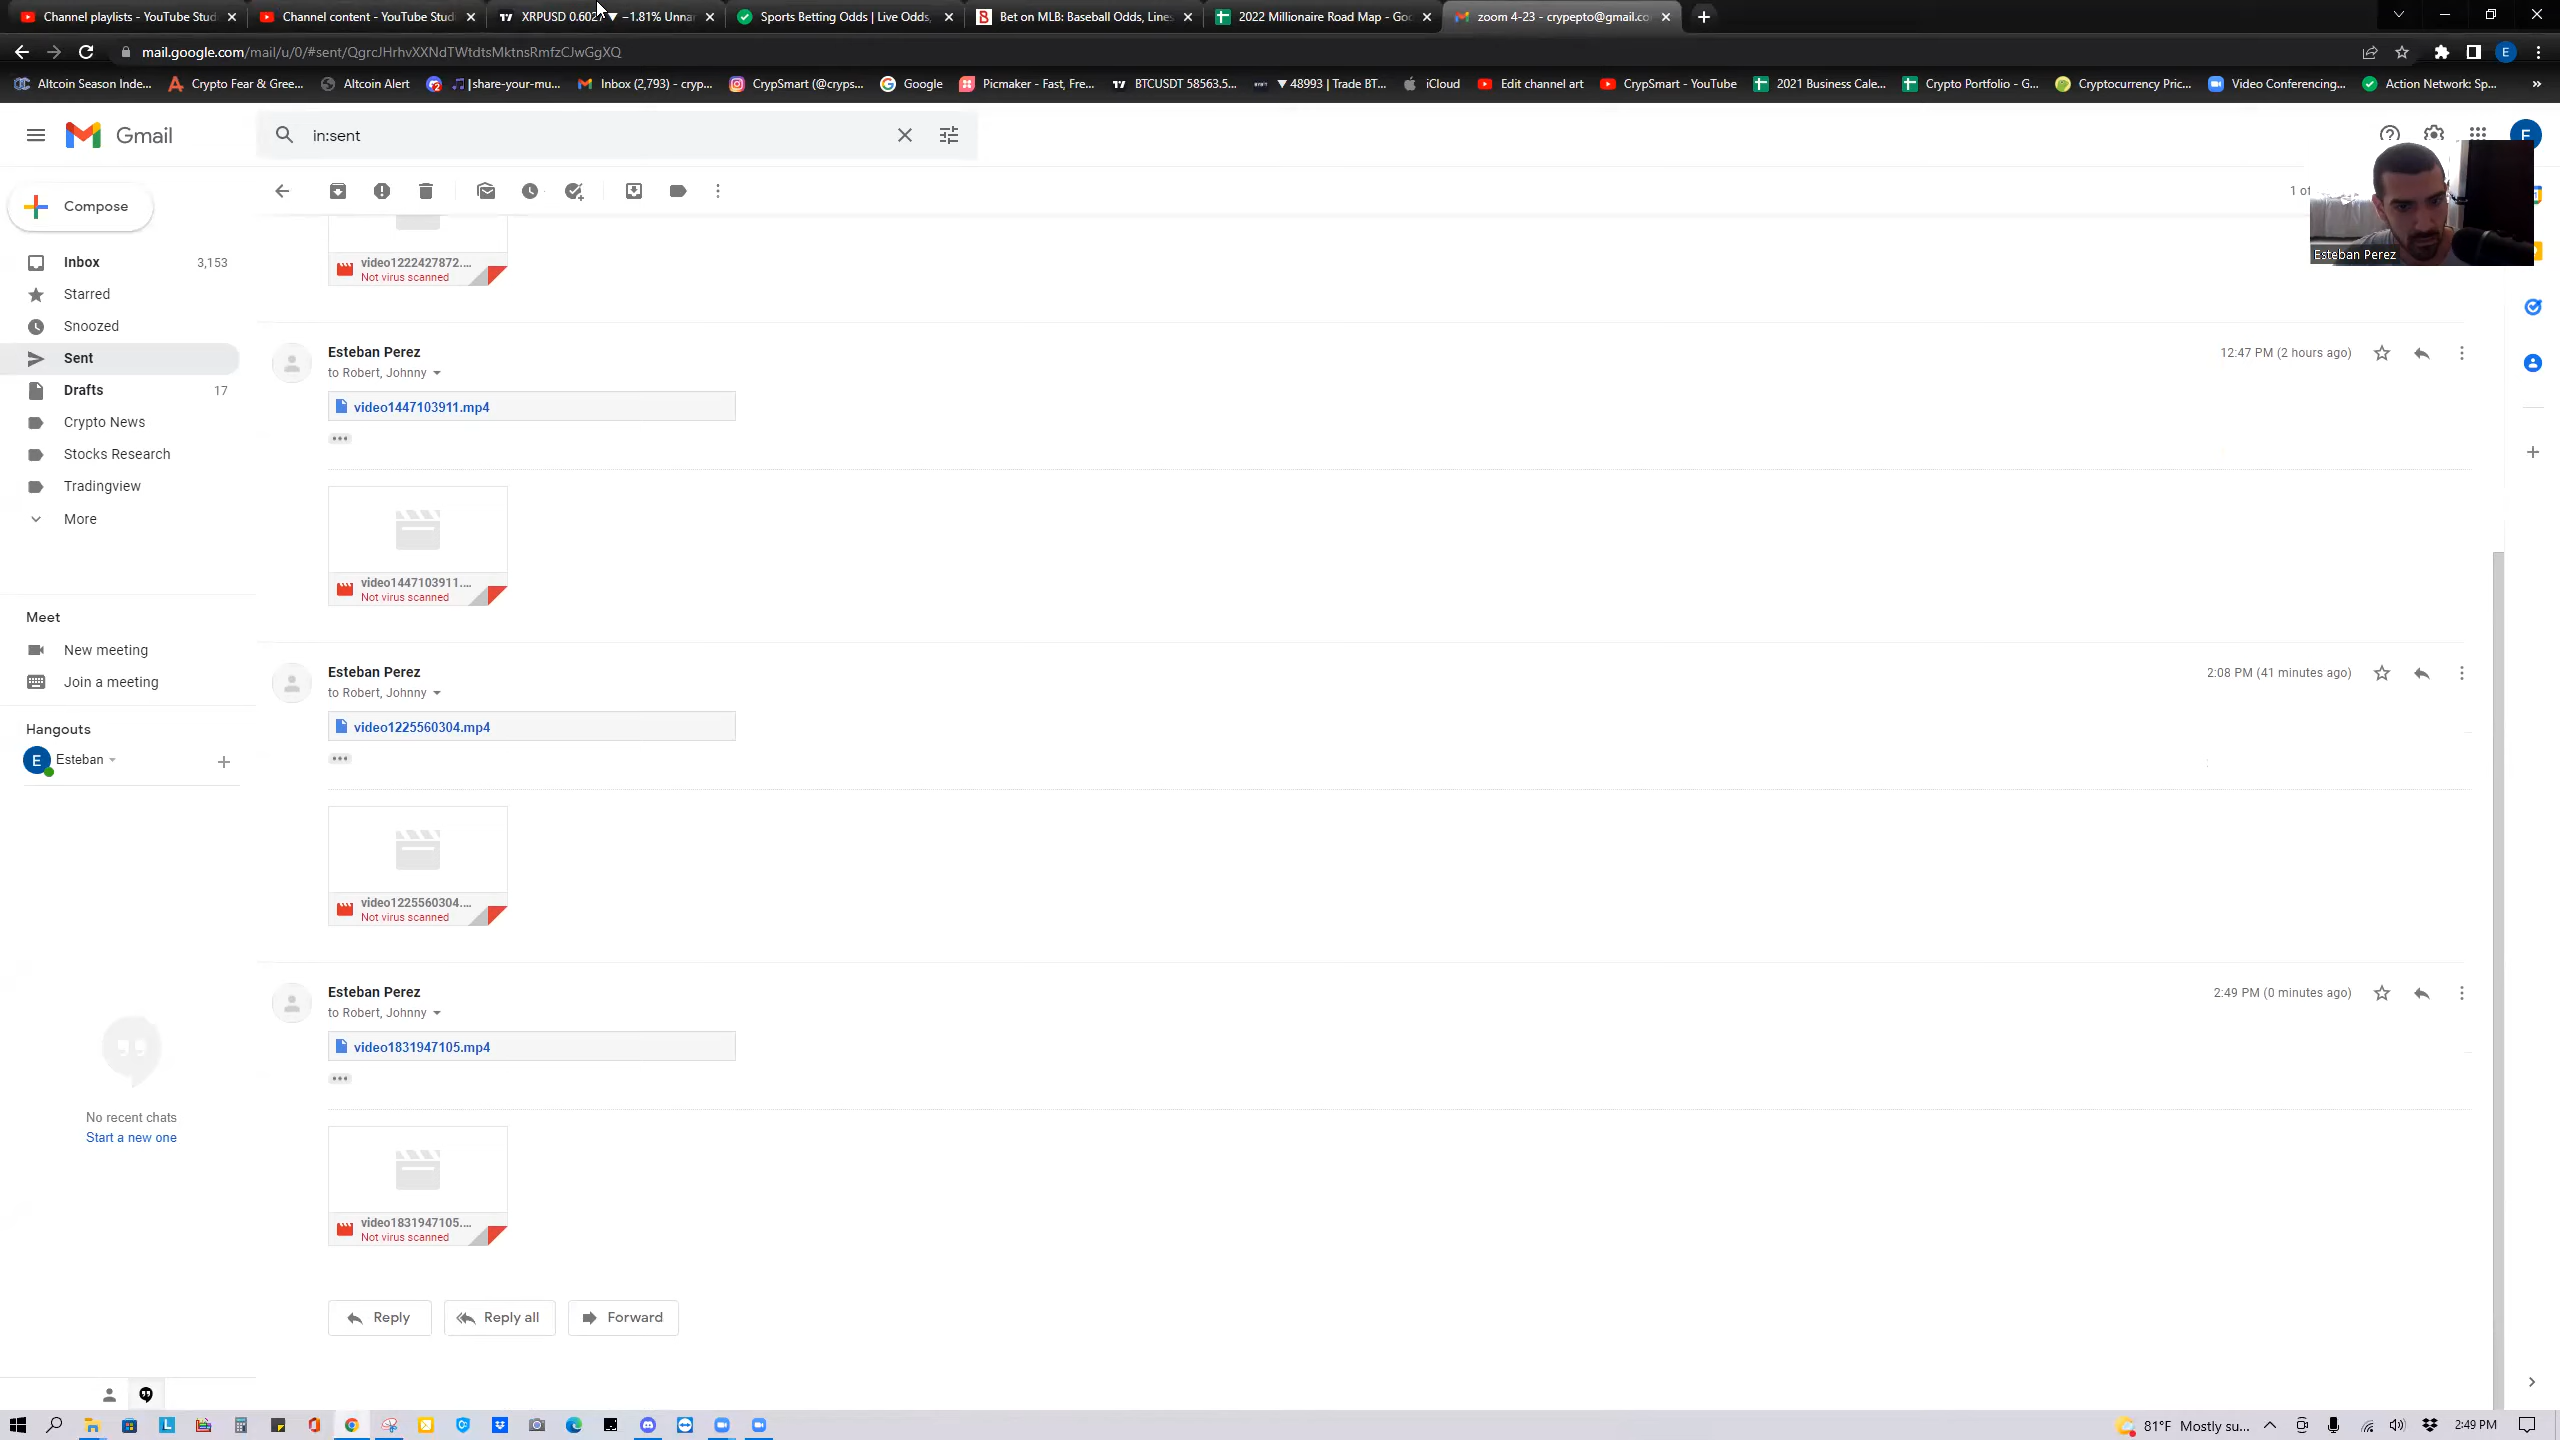 Channel playlists - YouTube Stud
Channel content - YouTube Stud
XRPUSD 0.602 ▼ −1.81% Unna
Sports Betting Odds | Live Odds,
Bet on MLB: Baseball Odds, Lines
2022 Millionaire Road Map - Goo
zoom 4-23 - crypepto@gmail.co
mail.google.com/mail/u/0/#sent/QgrcJHrhvXXNdTWtdtsMktnsRmfzCJwGgXQ
E
Altcoin Season Inde...
Crypto Fear & Gree...
Altcoin Alert
|share-your-mu...
Inbox (2,793) - cryp...
CrypSmart (@cryps...
Google
Picmaker - Fast, Fre...
BTCUSDT 58563.5...
▼ 48993 | Trade BT...
iCloud
Edit channel art
CrypSmart - YouTube
2021 Business Cale...
Crypto Portfolio - G...
Cryptocurrency Pric...
Video Conferencing...
Action Network: Sp...
»
Gmail
in:sent
E
Compose
1 of
Esteban Perez
Inbox 3,153
Starred
Snoozed
Sent
Drafts 17
Crypto News
Stocks Research
Tradingview
More
Meet
New meeting
Join a meeting
Hangouts
E
Esteban
No recent chats
Start a new one
video1222427872....
Not virus scanned
Esteban Perez
12:47 PM (2 hours ago)
to Robert, Johnny
video1447103911.mp4
video1447103911....
Not virus scanned
Esteban Perez
2:08 PM (41 minutes ago)
to Robert, Johnny
video1225560304.mp4
video1225560304....
Not virus scanned
Esteban Perez
2:49 PM (0 minutes ago)
to Robert, Johnny
video1831947105.mp4
video1831947105....
Not virus scanned
Reply
Reply all
Forward
81°F Mostly su...
2:49 PM